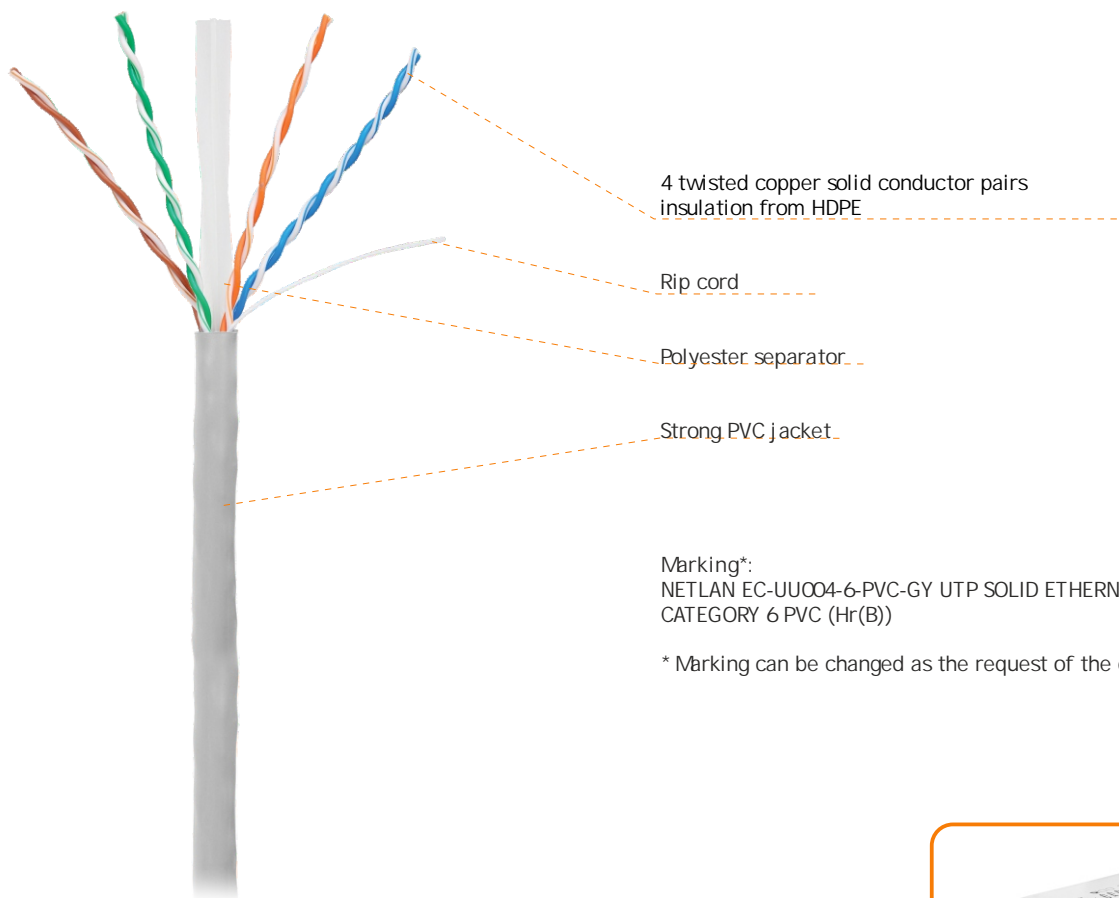 4 twisted copper solid conductor pairs
insulation from HDPE
Rip cord
Polyester separator
Strong PVC jacket
Marking*:
NETLAN EC-UU004-6-PVC-GY UTP SOLID ETHERN
CATEGORY 6 PVC (Hr(B))
* Marking can be changed as the request of the